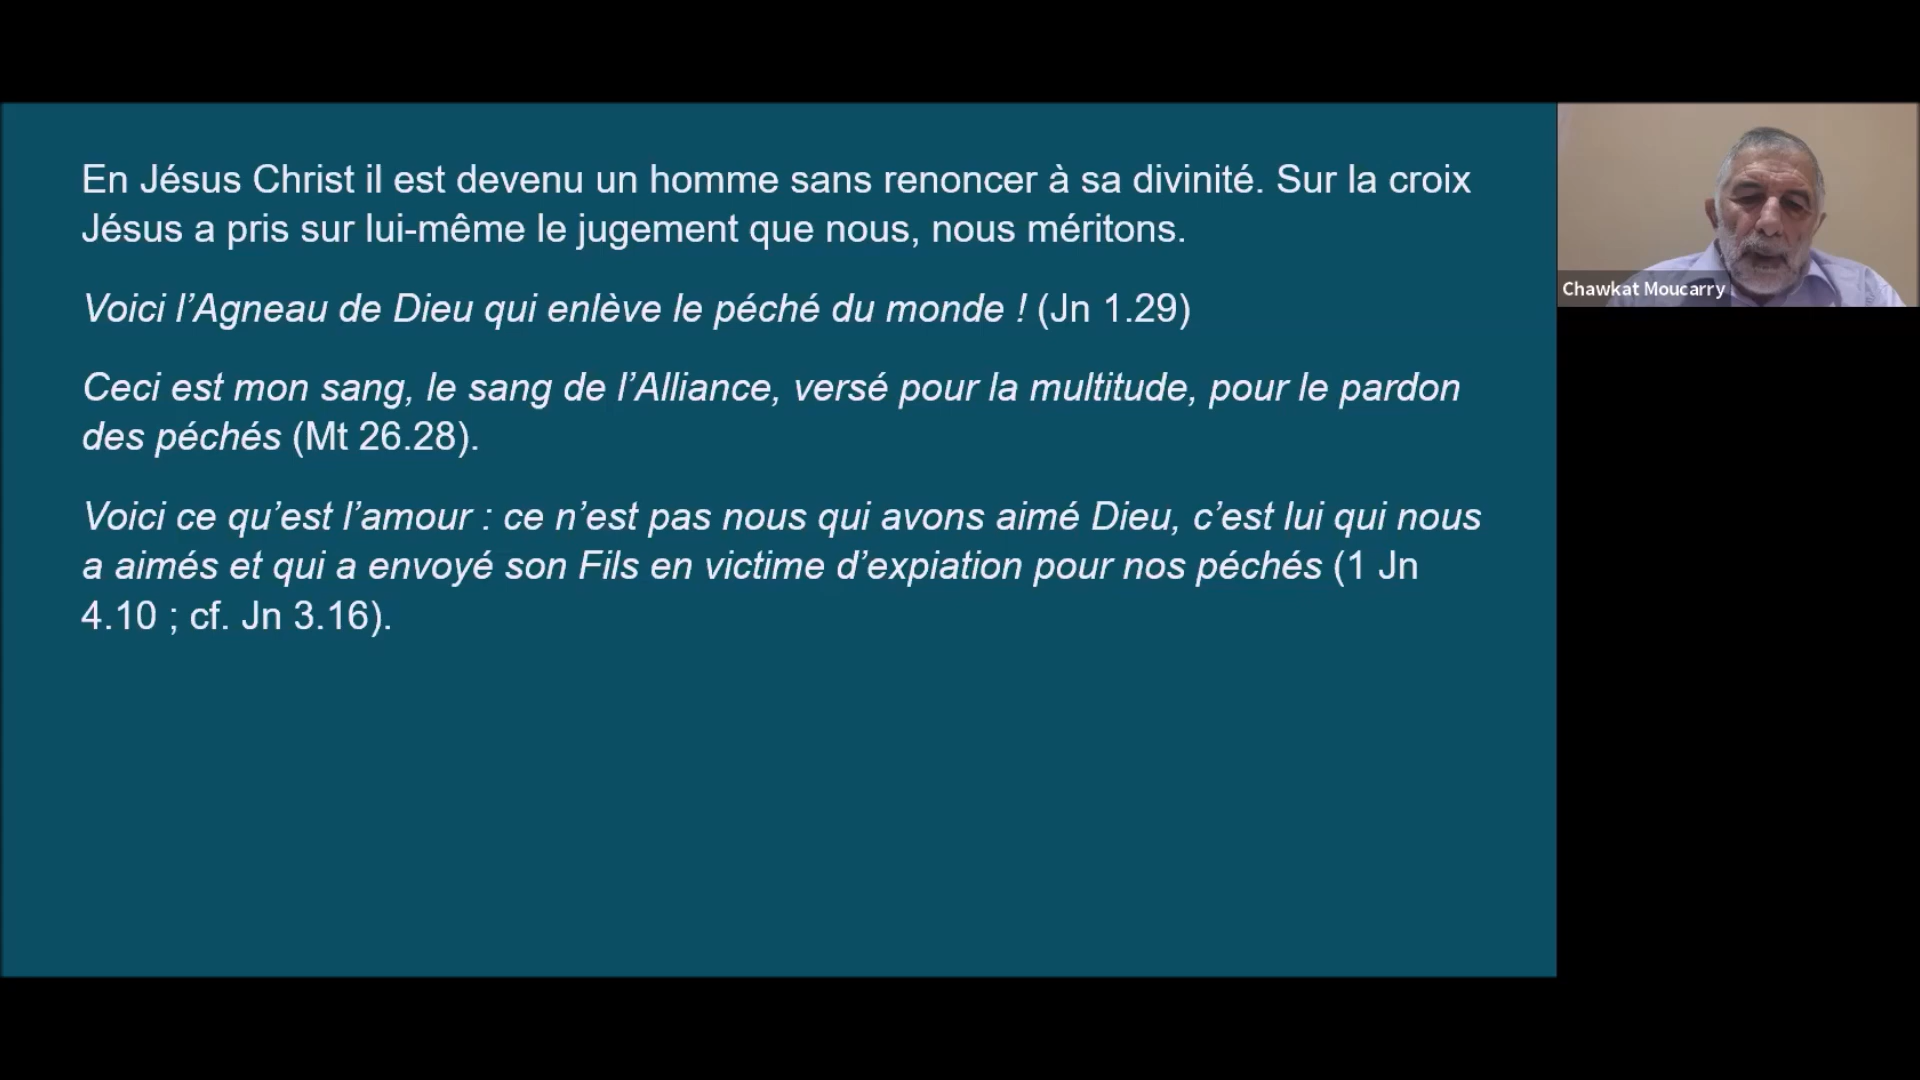 En Jésus Christ il est devenu un homme sans renoncer à sa divinité. Sur la croix
Jésus a pris sur lui-même le jugement que nous, nous méritons.
Voici l’Agneau de Dieu qui enlève le péché du monde ! (Jn 1.29)
Ceci est mon sang, le sang de l’Alliance, versé pour la multitude, pour le pardon
des péchés (Mt 26.28).
Voici ce qu’est l’amour : ce n’est pas nous qui avons aimé Dieu, c’est lui qui nous
a aimés et qui a envoyé son Fils en victime d’expiation pour nos péchés (1 Jn
4.10 ; cf. Jn 3.16).
Chawkat Moucarry